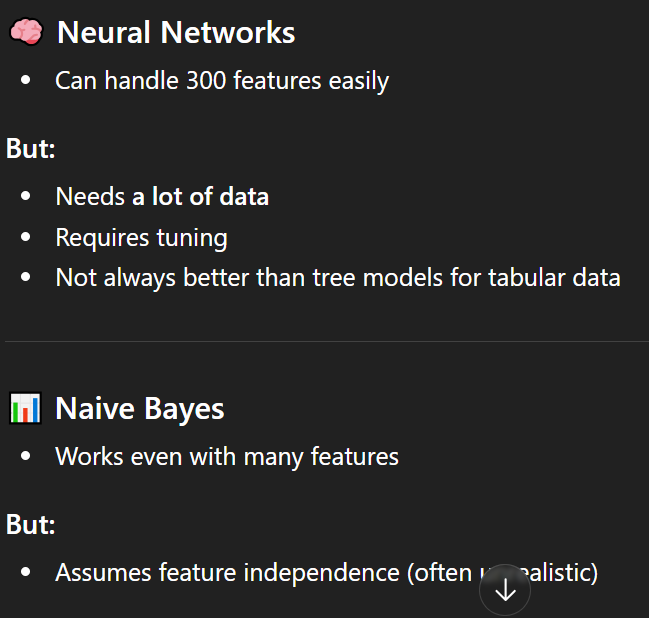 Neural Networks
Can handle 300 features easily
But:
Needs a lot of data
Requires tuning
Not always better than tree models for tabular data
Naive Bayes
Works even with many features
But:
Assumes feature independence (often unrealistic)